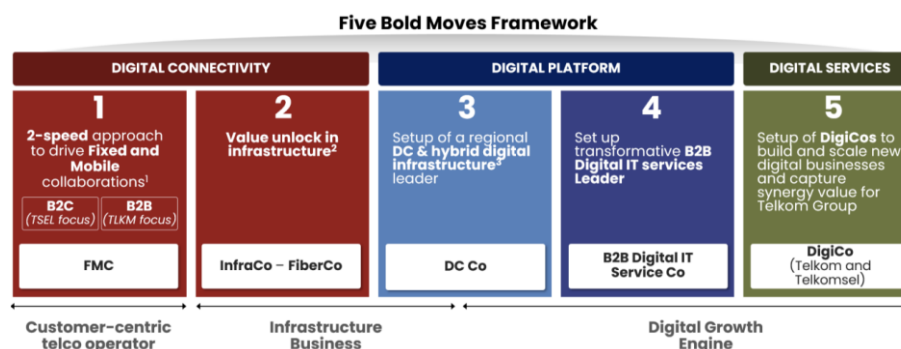 Five Bold Moves Framework
DIGITAL CONNECTIVITY
DIGITAL PLATFORM
DIGITAL SERVICES
1
2-speed approach
to drive Fixed and
Mobile
collaborations¹
B2C
(TSEL focus)
B2B
(TLKM focus)
FMC
2
Value unlock in
infrastructure²
InfraCo – FiberCo
3
Setup of a regional
DC & hybrid digital
infrastructure³
leader
DC Co
4
Set up
transformative B2B
Digital IT services
Leader
B2B Digital IT
Service Co
5
Setup of DigiCos to
build and scale new
digital businesses
and capture
synergy value for
Telkom Group
DigiCo
(Telkom and
Telkomsel)
Customer-centric
telco operator
Infrastructure
Business
Digital Growth
Engine